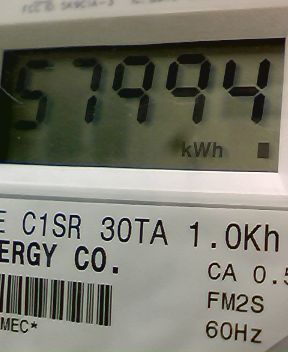 57994
kWh
C1SR 30TA 1.0Kh
ERGY CO.
CA 0.5
FM2S
60Hz
MEC*